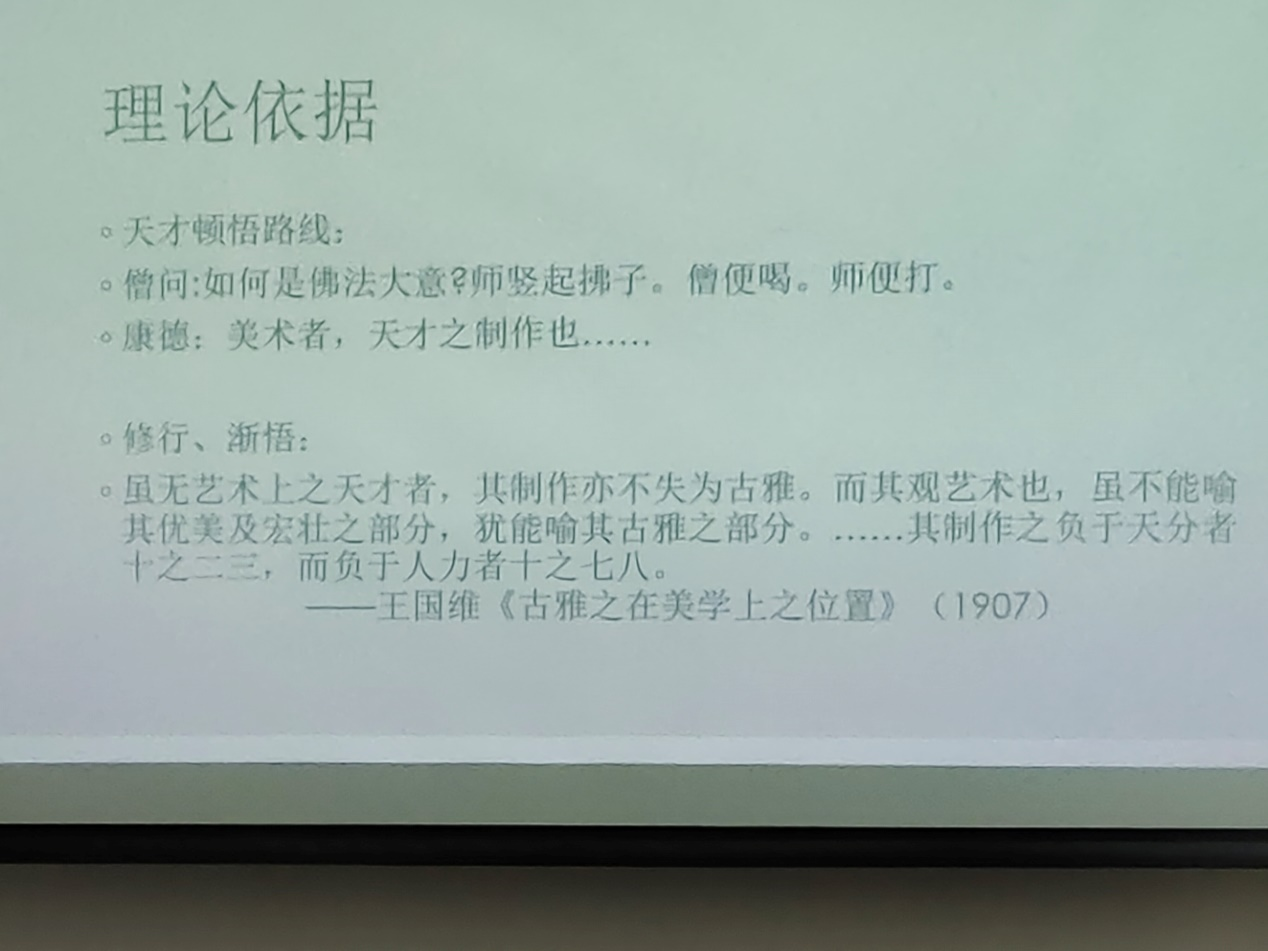 理论依据
天才顿悟路线:
僧问:如何是佛法大意?师竖起拂子。僧便喝。师便打。
康德: 美术者，天才之制作也……
修行、渐悟:
虽无艺术上之天才者，其制作亦不失为古雅。而其观艺术也，虽不能喻
其优美及宏壮之部分，犹能喻其古雅之部分。……其制作之负于天分者
十之二三，而负于人力者十之七八。
——王国维《古雅之在美学上之位置》（1907）